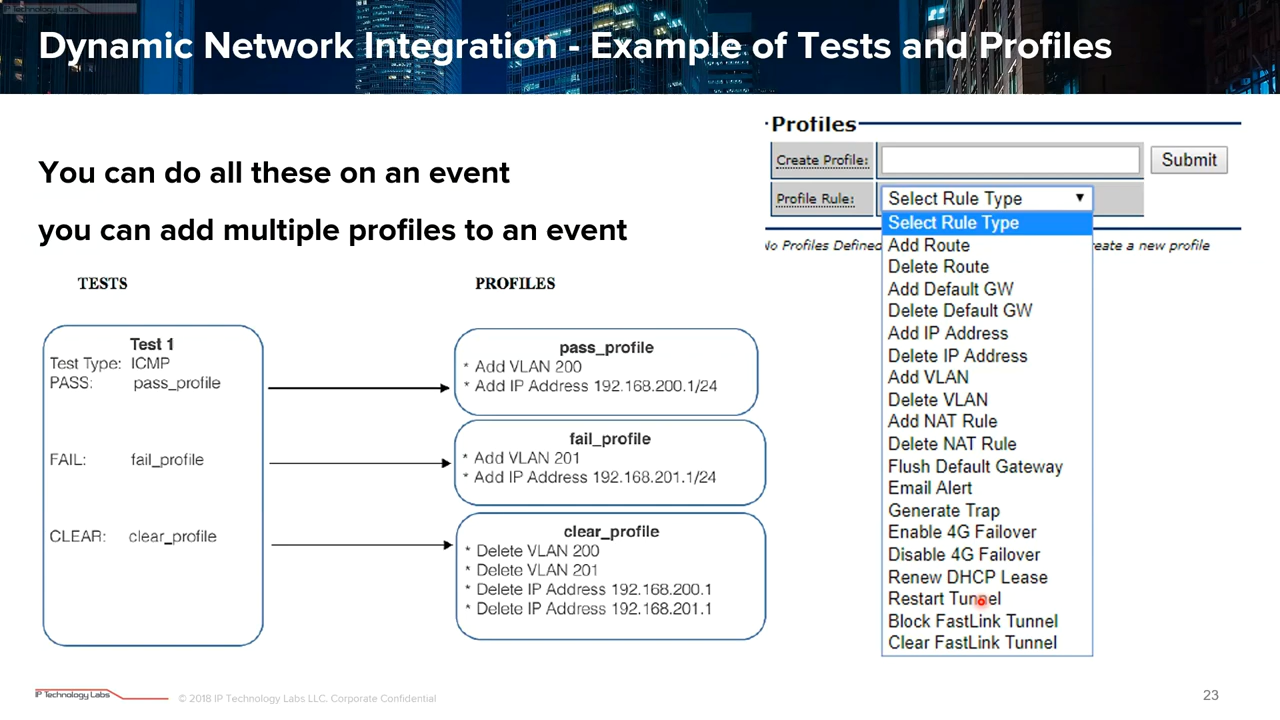 IP Technology Labs
Dynamic Network Integration - Example of Tests and Profiles
You can do all these on an event
you can add multiple profiles to an event
TESTS
Test 1
Test Type: ICMP
PASS: pass_profile
FAIL: fail_profile
CLEAR: clear_profile
PROFILES
pass_profile
* Add VLAN 200
* Add IP Address 192.168.200.1/24
fail_profile
* Add VLAN 201
* Add IP Address 192.168.201.1/24
clear_profile
* Delete VLAN 200
* Delete VLAN 201
* Delete IP Address 192.168.200.1
* Delete IP Address 192.168.201.1
Profiles
Create Profile: Submit
Profile Rule: Select Rule Type
No Profiles Defined reate a new profile
Select Rule Type
Add Route
Delete Route
Add Default GW
Delete Default GW
Add IP Address
Delete IP Address
Add VLAN
Delete VLAN
Add NAT Rule
Delete NAT Rule
Flush Default Gateway
Email Alert
Generate Trap
Enable 4G Failover
Disable 4G Failover
Renew DHCP Lease
Restart Tunnel
Block FastLink Tunnel
Clear FastLink Tunnel
IP Technology Labs
© 2018 IP Technology Labs LLC. Corporate Confidential
23